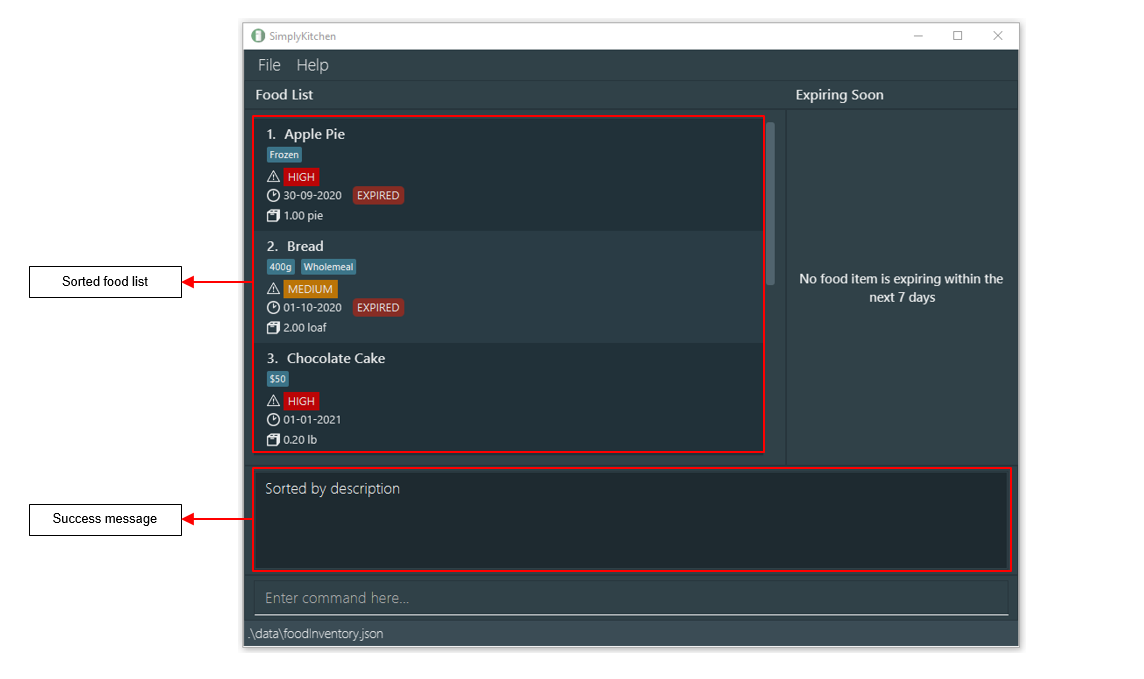 SimplyKitchen
File Help
Food List
Expiring Soon
1. Apple Pie
Frozen
HIGH
30-09-2020 EXPIRED
1.00 pie
2. Bread
400g Wholemeal
MEDIUM
01-10-2020 EXPIRED
2.00 loaf
3. Chocolate Cake
$50
HIGH
01-01-2021
0.20 lb
No food item is expiring within the
next 7 days
Sorted food list
Sorted by description
Success message
Enter command here...
.\data\foodInventory.json